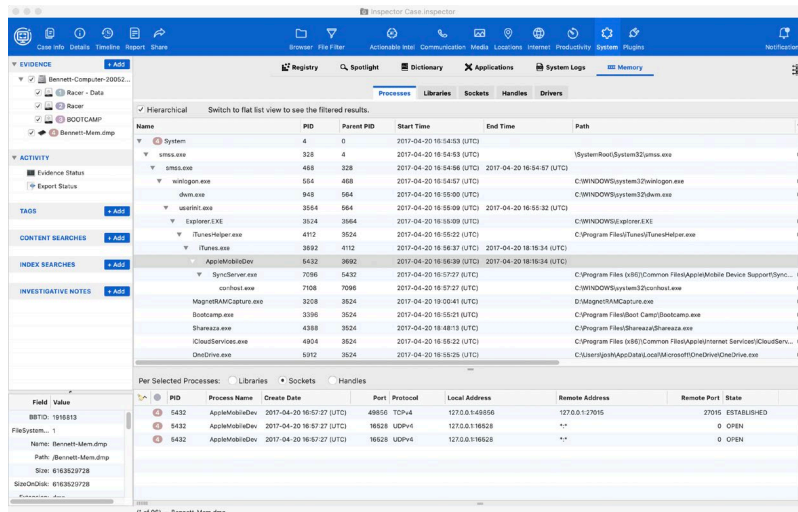 Inspector Case.inspector
Case Info Details Timeline Report Share Browser File Filter Actionable Intel Communication Media Locations Internet Productivity System Plugins Notification
EVIDENCE + Add
Bennett-Computer-20052...
1 Racer - Data
2 Racer
3 BOOTCAMP
4 Bennett-Mem.dmp
ACTIVITY
Evidence Status
Export Status
TAGS + Add
CONTENT SEARCHES + Add
INDEX SEARCHES + Add
INVESTIGATIVE NOTES + Add
Registry Spotlight Dictionary Applications System Logs Memory
Processes Libraries Sockets Handles Drivers
Hierarchical Switch to flat list view to see the filtered results.
Name PID Parent PID Start Time End Time Path
4 System 4 0 2017-04-20 16:54:53 (UTC)
smss.exe 328 4 2017-04-20 16:54:53 (UTC) \SystemRoot\System32\smss.exe
smss.exe 468 328 2017-04-20 16:54:56 (UTC) 2017-04-20 16:54:57 (UTC)
winlogon.exe 564 468 2017-04-20 16:54:57 (UTC) C:\WINDOWS\system32\winlogon.exe
dwm.exe 948 564 2017-04-20 16:55:00 (UTC) C:\WINDOWS\system32\dwm.exe
userinit.exe 3564 564 2017-04-20 16:55:09 (UTC) 2017-04-20 16:55:32 (UTC)
Explorer.EXE 3524 3564 2017-04-20 16:55:09 (UTC) C:\WINDOWS\Explorer.EXE
iTunesHelper.exe 4112 3524 2017-04-20 16:55:22 (UTC) C:\Program Files\iTunes\iTunesHelper.exe
iTunes.exe 3692 4112 2017-04-20 16:56:37 (UTC) 2017-04-20 18:15:34 (UTC)
AppleMobileDev 5432 3692 2017-04-20 16:56:39 (UTC) 2017-04-20 18:15:34 (UTC)
SyncServer.exe 7096 5432 2017-04-20 16:57:27 (UTC) C:\Program Files (x86)\Common Files\Apple\Mobile Device Support\Sync...
conhost.exe 7108 7096 2017-04-20 16:57:27 (UTC) C:\WINDOWS\system32\conhost.exe
MagnetRAMCapture.exe 3208 3524 2017-04-20 19:00:41 (UTC) D:\MagnetRAMCapture.exe
Bootcamp.exe 3396 3524 2017-04-20 16:55:21 (UTC) C:\Program Files\Boot Camp\Bootcamp.exe
Shareaza.exe 4388 3524 2017-04-20 18:48:13 (UTC) C:\Program Files\Shareaza\Shareaza.exe
iCloudServices.exe 4904 3524 2017-04-20 16:55:22 (UTC) C:\Program Files (x86)\Common Files\Apple\Internet Services\iCloudServ...
OneDrive.exe 5912 3524 2017-04-20 16:55:25 (UTC) C:\Users\josh\AppData\Local\Microsoft\OneDrive\OneDrive.exe
Per Selected Processes: Libraries Sockets Handles
PID Process Name Create Date Port Protocol Local Address Remote Address Remote Port State
4 5432 AppleMobileDev 2017-04-20 16:57:27 (UTC) 49856 TCPv4 127.0.0.1:49856 127.0.0.1:27015 27015 ESTABLISHED
4 5432 AppleMobileDev 2017-04-20 16:57:27 (UTC) 16528 UDPv4 127.0.0.1:16528 *:* 0 OPEN
4 5432 AppleMobileDev 2017-04-20 16:57:27 (UTC) 16528 UDPv4 127.0.0.1:16528 *:* 0 OPEN
Field Value
BBTID: 1916813
FileSystem... 1
Name: Bennett-Mem.dmp
Path: /Bennett-Mem.dmp
Size: 6163529728
SizeOnDisk: 6163529728